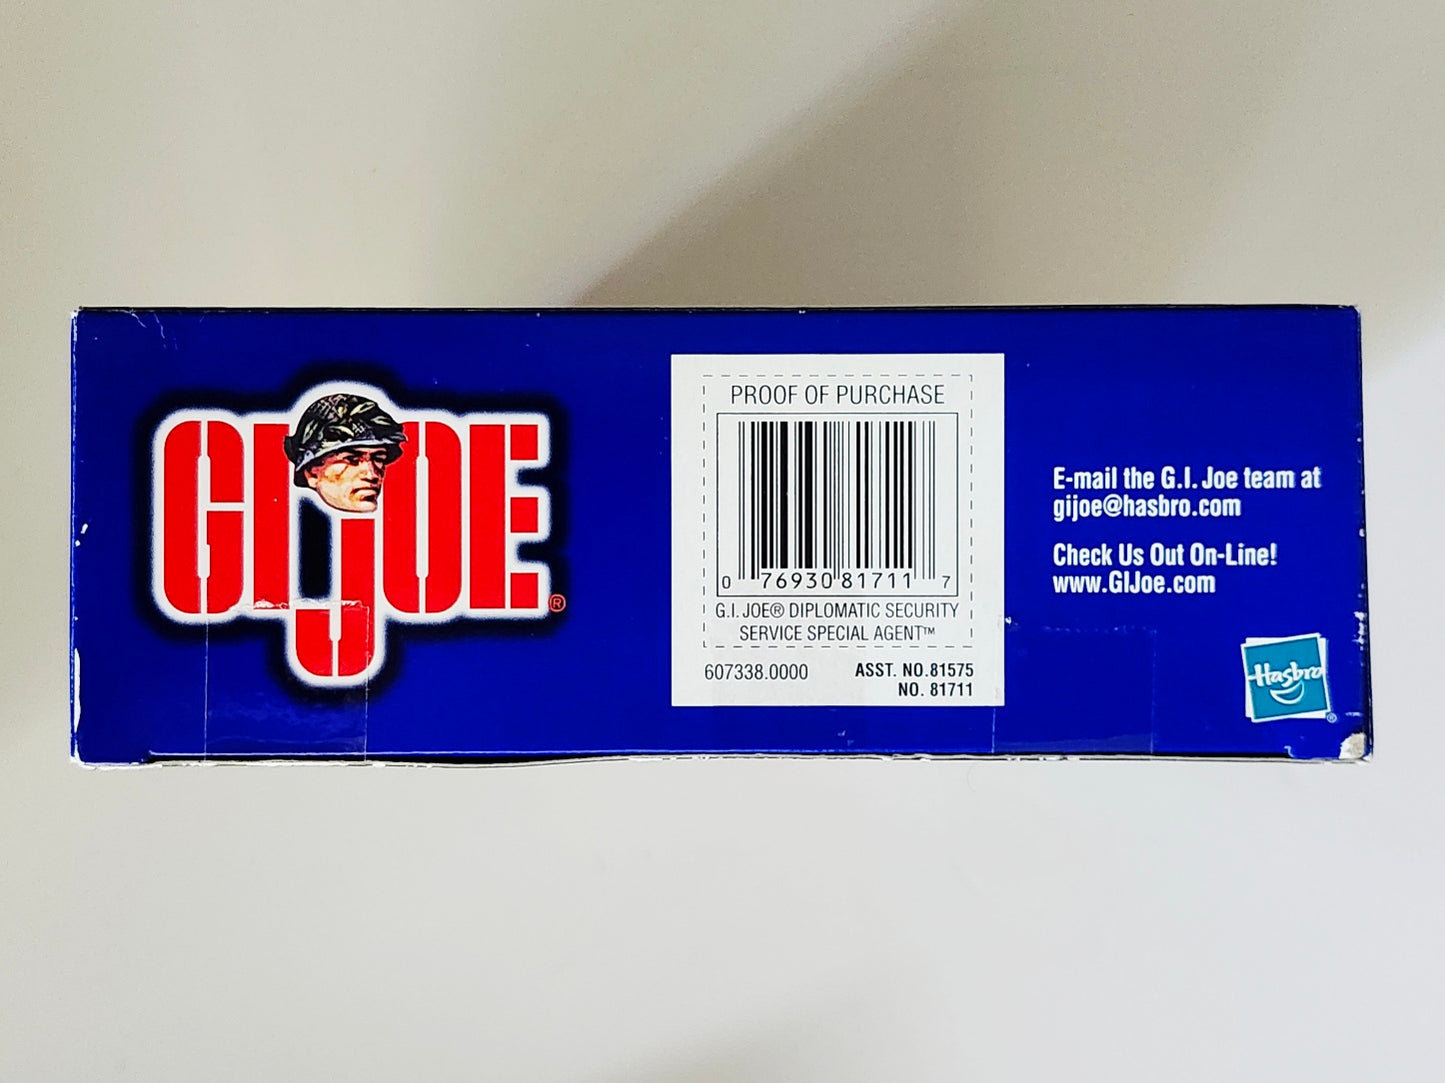 GIJOE®
PROOF OF PURCHASE
0 76930 81711 7
G.I. JOE® DIPLOMATIC SECURITY
SERVICE SPECIAL AGENT™
607338.0000
ASST. NO.81575
NO. 81711
E-mail the G.I. Joe team at
gijoe@hasbro.com
Check Us Out On-Line!
www.GIJoe.com
Hasbro®